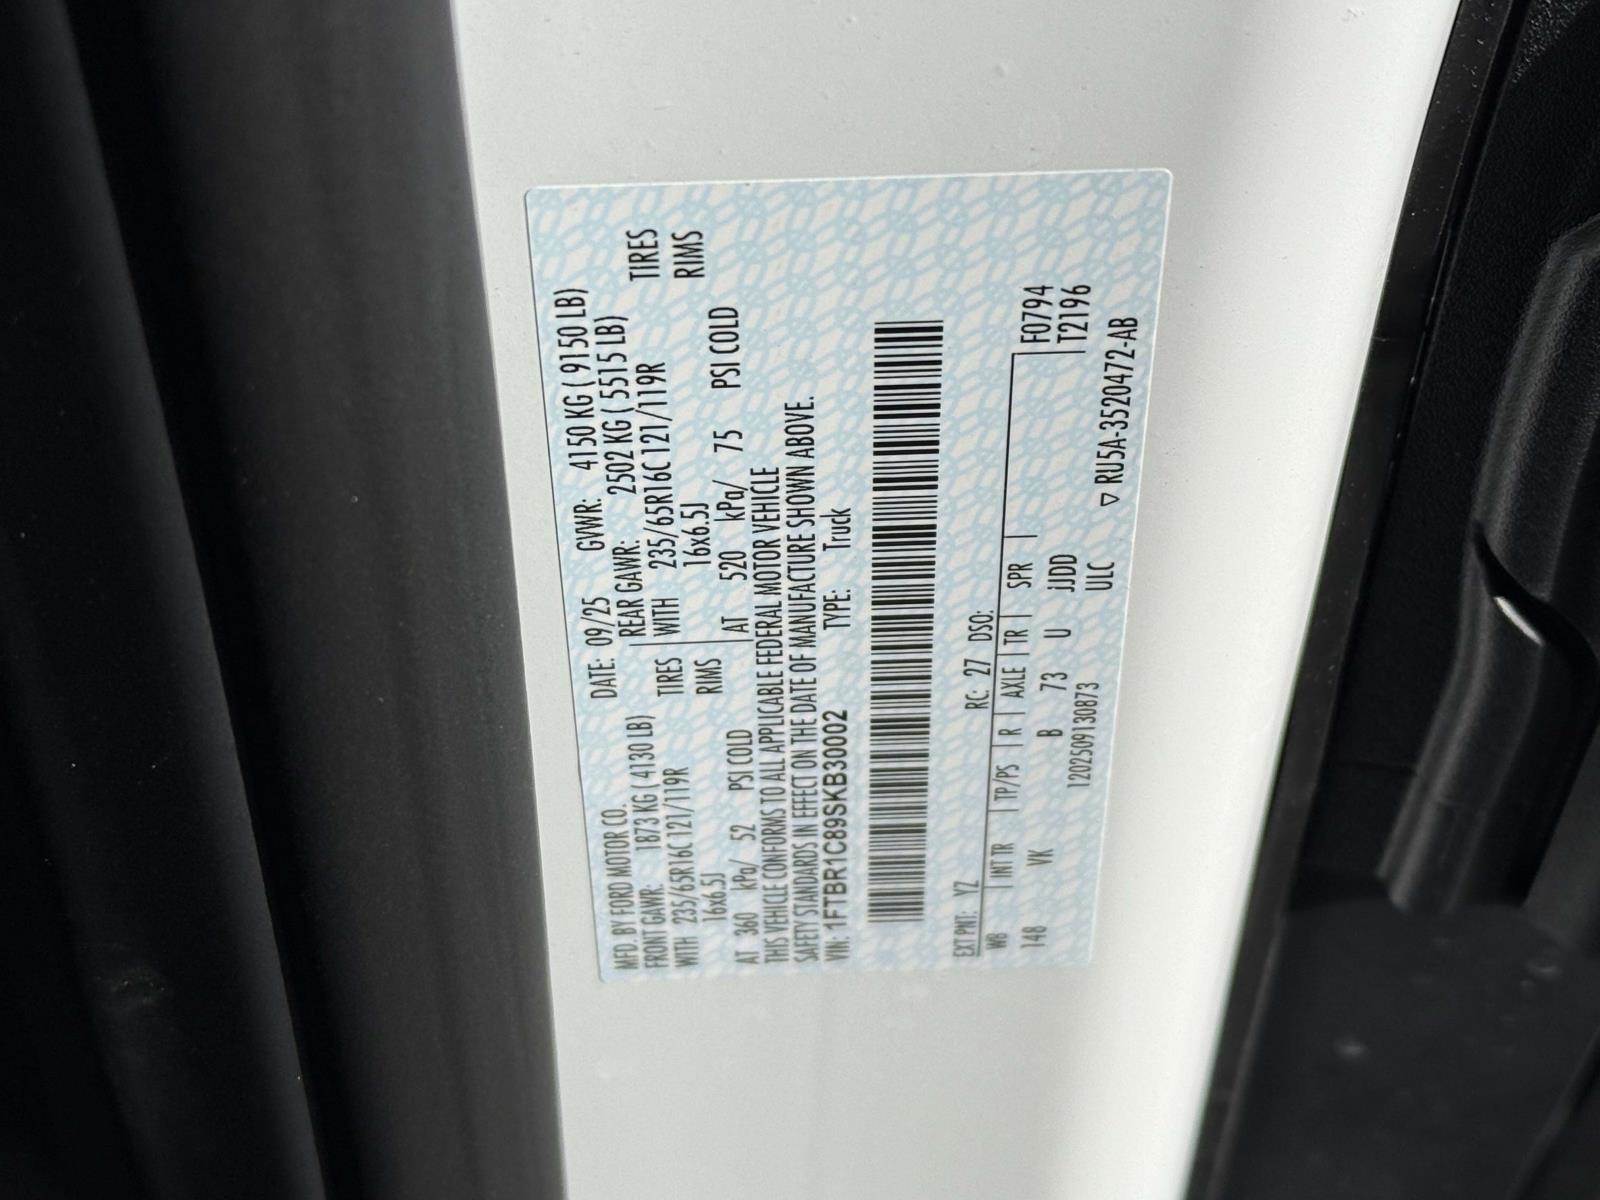 MFD. BY FORD MOTOR CO. DATE: 09/25 GVWR: 4150 KG ( 9150 LB)
FRONT GAWR: 1873 KG ( 4130 LB) REAR GAWR: 2502 KG ( 5515 LB)
WITH 235/65R16C 121/119R TIRES WITH 235/65R16C 121/119R TIRES
16x6.5J RIMS 16x6.5J RIMS
AT 360 kPa/ 52 PSI COLD AT 520 kPa/ 75 PSI COLD
THIS VEHICLE CONFORMS TO ALL APPLICABLE FEDERAL MOTOR VEHICLE
SAFETY STANDARDS IN EFFECT ON THE DATE OF MANUFACTURE SHOWN ABOVE.
VIN: 1FTBR1C89SKB30002 TYPE: Truck
EXT PNT: YZ RC: 27 DSO:
WB INT TR TP/PS R AXLE TR SPR F0794
148 VK B 73 U JJDD T2196
1202509130873 ULC ▽ RU5A-3520472-AB